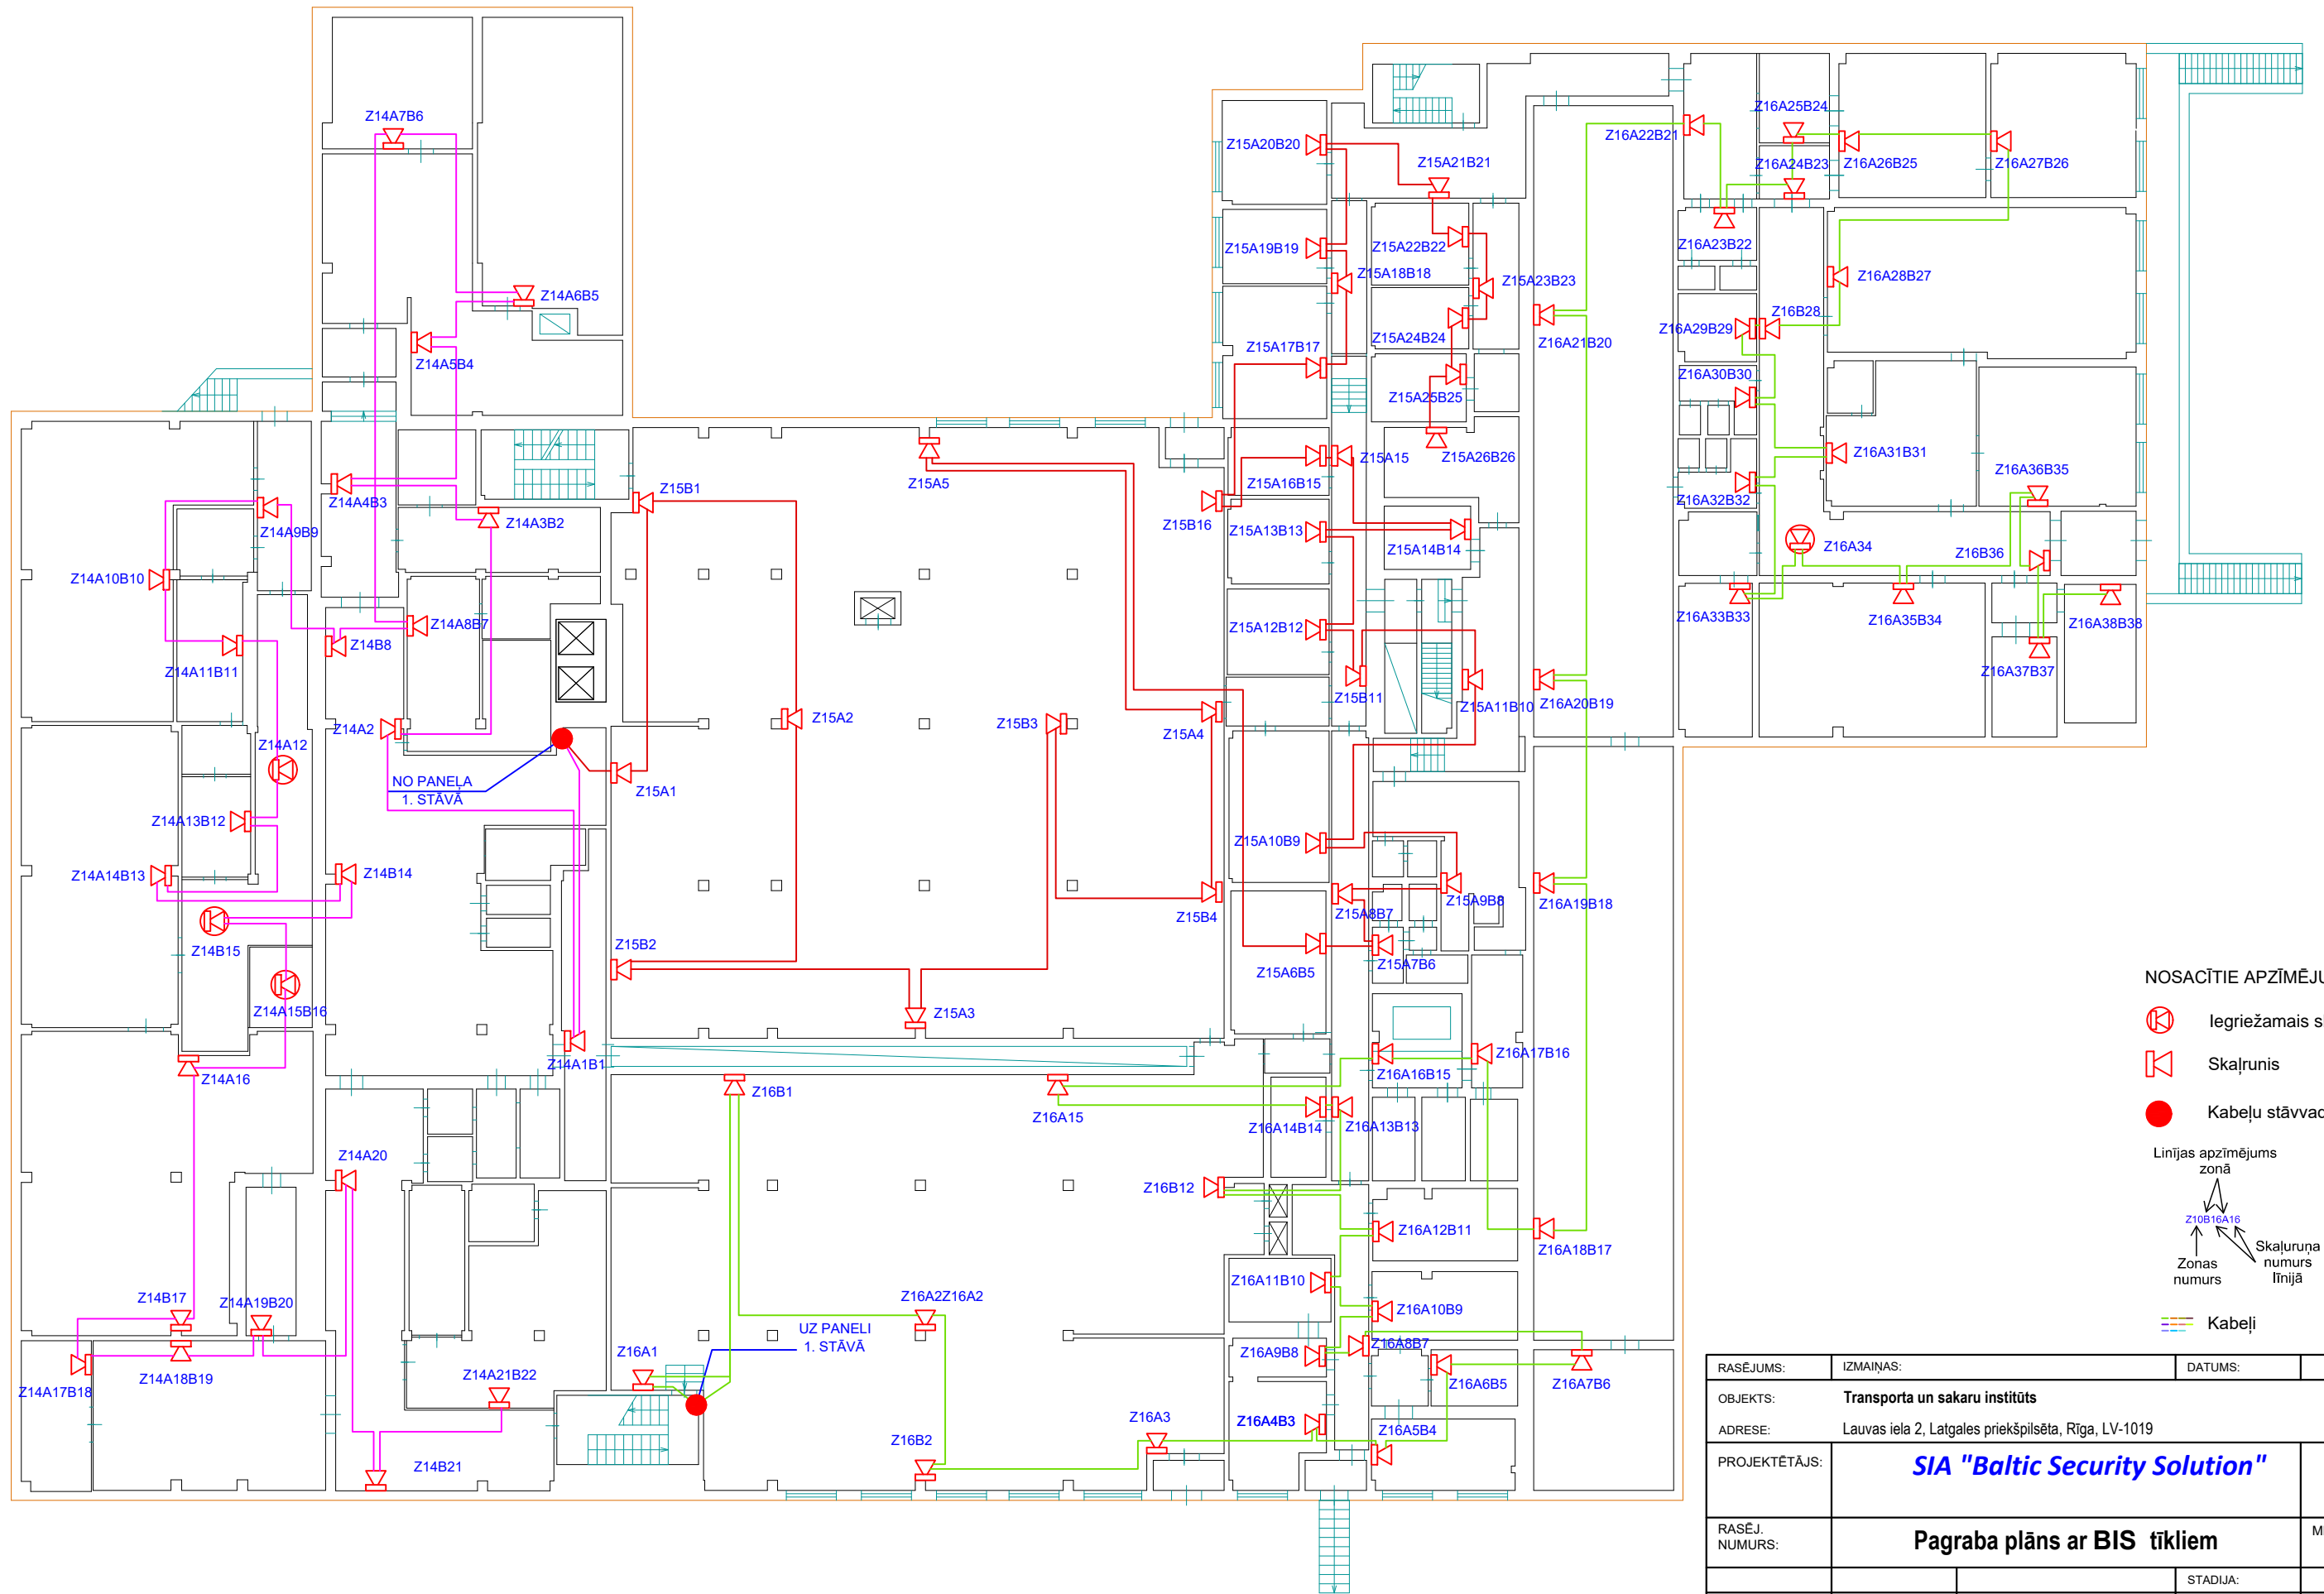 Z14A7B6
Z14A6B5
Z14A5B4
Z14A4B3
Z14A3B2
Z14A9B9
Z14A10B10
Z14A11B11
Z14B8
Z14A8B7
Z14A2
Z14A12
NO PANEĻA
1. STĀVĀ
Z14A13B12
Z14A14B13
Z14B14
Z14B15
Z14A15B16
Z14A16
Z14A1B1
Z14A20
Z14B17
Z14A19B20
Z14A17B18
Z14A18B19
Z14A21B22
Z14B21
Z15B1
Z15A5
Z15A2
Z15B3
Z15A4
Z15A1
Z15B4
Z15B2
Z15A3
Z15A20B20
Z15A21B21
Z15A19B19
Z15A22B22
Z15A18B18
Z15A23B23
Z15A17B17
Z15A24B24
Z15A25B25
Z15A26B26
Z15A15
Z15A16B15
Z15B16
Z15A13B13
Z15A14B14
Z15A12B12
Z15B11
Z15A11B10
Z15A10B9
Z15A8B7
Z15A9B8
Z15A6B5
Z15A7B6
Z16A25B24
Z16A22B21
Z16A24B23
Z16A26B25
Z16A27B26
Z16A23B22
Z16A28B27
Z16B28
Z16A21B20
Z16A29B29
Z16A30B30
Z16A31B31
Z16A32B32
Z16A36B35
Z16A34
Z16B36
Z16A33B33
Z16A35B34
Z16A38B38
Z16A37B37
Z16A20B19
Z16A19B18
Z16A17B16
Z16A16B15
Z16B1
Z16A15
Z16A14B14
Z16A13B13
Z16B12
Z16A12B11
Z16A18B17
Z16A11B10
Z16A2Z16A2
Z16A10B9
UZ PANELI
1. STĀVĀ
Z16A1
Z16A9B8
Z16A8B7
Z16A6B5
Z16A7B6
Z16A3
Z16A4B3
Z16A5B4
Z16B2
NOSACĪTIE APZĪMĒJU
Iegriežamais s
Skaļrunis
Kabeļu stāvvad
Līnijas apzīmējums
zonā
Z10B16A16
Zonas
numurs
Skaļuruņa
numurs
līnijā
Kabeļi
RASĒJUMS:
IZMAIŅAS:
DATUMS:
OBJEKTS:
Transporta un sakaru institūts
ADRESE:
Lauvas iela 2, Latgales priekšpilsēta, Rīga, LV-1019
PROJEKTĒTĀJS:
SIA "Baltic Security Solution"
RASĒJ.
NUMURS:
Pagraba plāns ar BIS tīkliem
M
STADIJA: